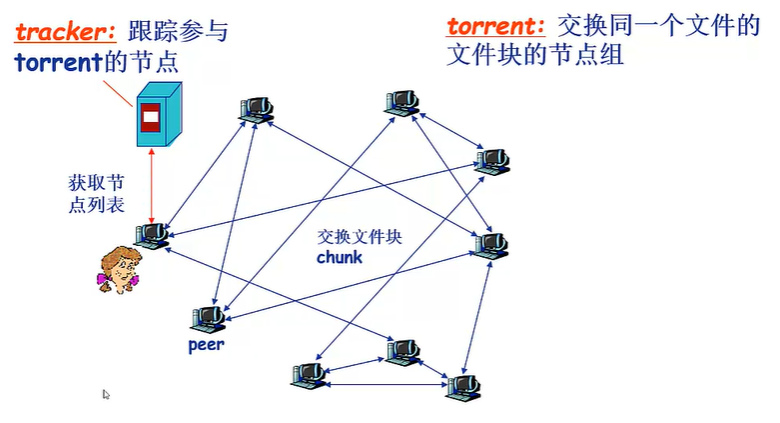 tracker: 跟踪参与
torrent的节点
torrent: 交换同一个文件的
文件块的节点组
获取节
点列表
交换文件块
chunk
peer